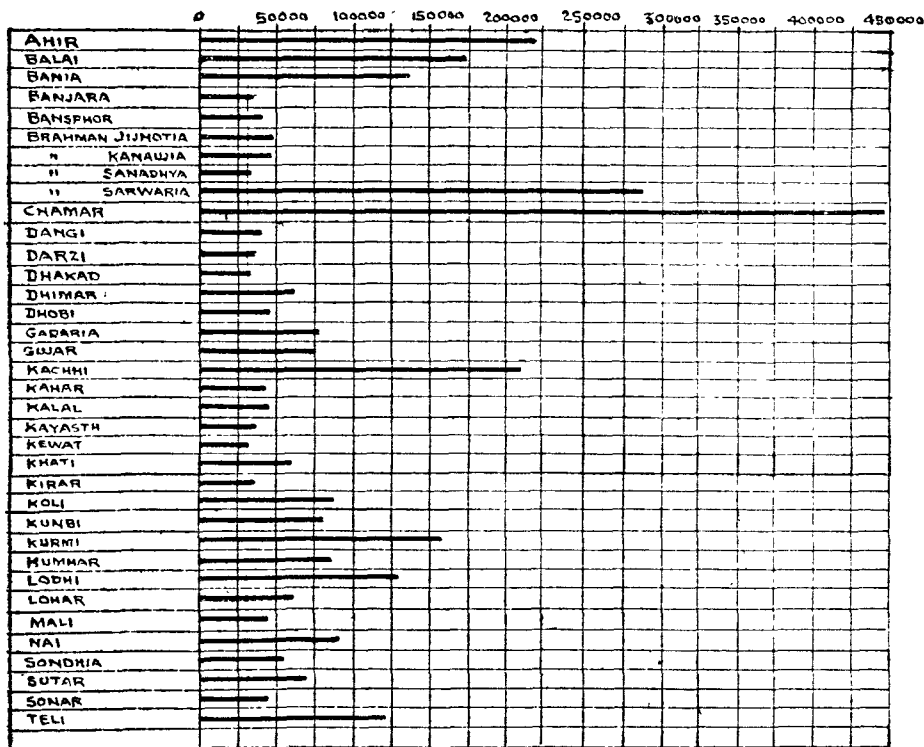 0 50000 100000 150000 200000 250000 300000 350000 400000 450000
AHIR
BALAI
BANIA
BANJARA
BANSPHOR
BRAHMAN JIJHOTIA
" KANAUJIA
" SANADHYA
" SARWARIA
CHAMAR
DANGI
DARZI
DHAKAD
DHIMAR
DHOBI
GADARIA
GUJAR
KACHHI
KAHAR
KALAL
KAYASTH
KEWAT
KHATI
KIRAR
KOLI
KUNBI
KURMI
KUMHAR
LODHI
LOHAR
MALI
NAI
SONDHIA
SUTAR
SONAR
TELI